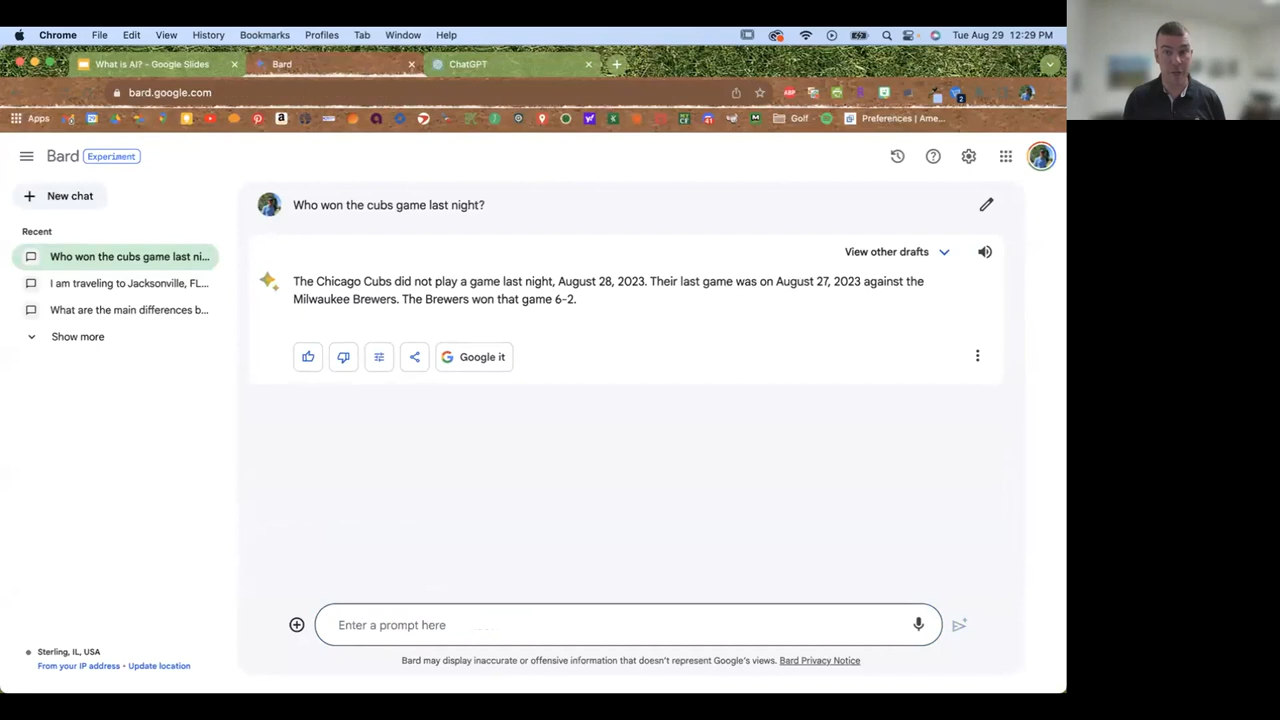 Chrome File Edit View History Bookmarks Profiles Tab Window Help Tue Aug 29 12:29 PM
What is AI? - Google Slides Bard ChatGPT
bard.google.com
Apps Golf Preferences | Ame...
Bard Experiment
New chat
Recent
Who won the cubs game last ni...
I am traveling to Jacksonville, FL...
What are the main differences b...
Show more
Who won the cubs game last night?
View other drafts
The Chicago Cubs did not play a game last night, August 28, 2023. Their last game was on August 27, 2023 against the
Milwaukee Brewers. The Brewers won that game 6-2.
Google it
Enter a prompt here
Sterling, IL, USA
From your IP address • Update location
Bard may display inaccurate or offensive information that doesn't represent Google's views. Bard Privacy Notice